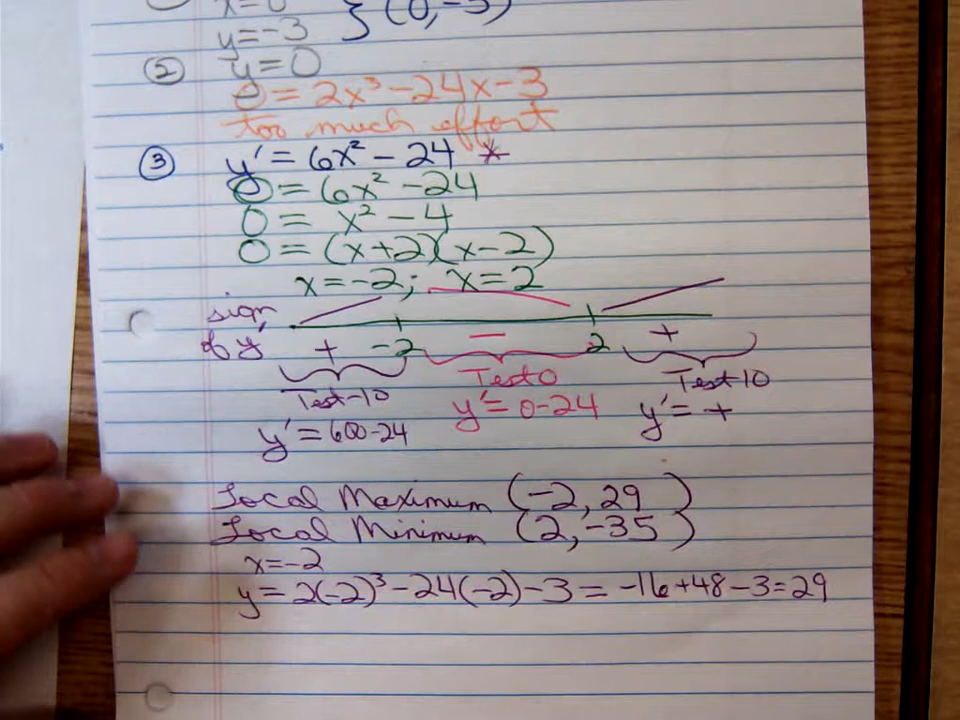 x=0
y=-3 } (0,-3)
② y=0
0 = 2x³-24x-3
too much effort
③ y' = 6x² - 24 *
0 = 6x² - 24
0 = x² - 4
0 = (x+2)(x-2)
x=-2; x=2
sign
of y' + -2 - 2 +
Test-10 Test 0 Test 10
y' = 600-24 y' = 0-24 y' = +
Local Maximum (-2, 29)
Local Minimum (2, -35)
x=-2
y = 2(-2)³ - 24(-2) - 3 = -16+48-3=29